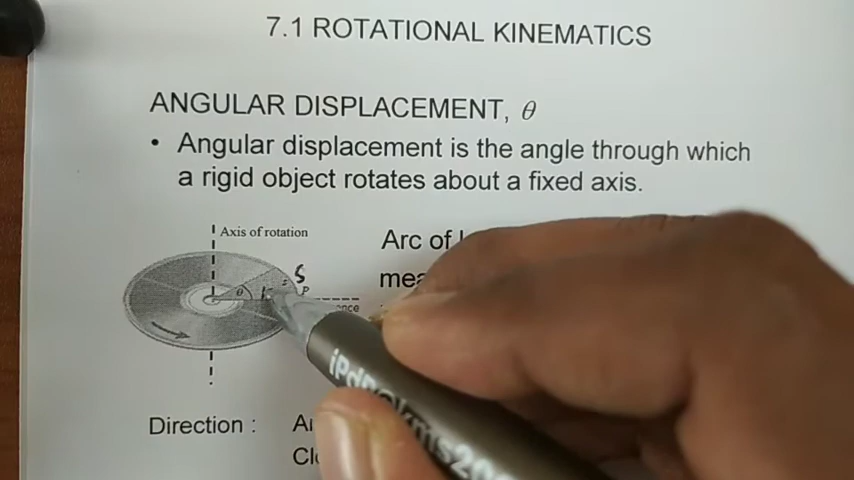 7.1 ROTATIONAL KINEMATICS
ANGULAR DISPLACEMENT, θ
• Angular displacement is the angle through which
a rigid object rotates about a fixed axis.
Axis of rotation
Arc of
S
θ
P
Direction :